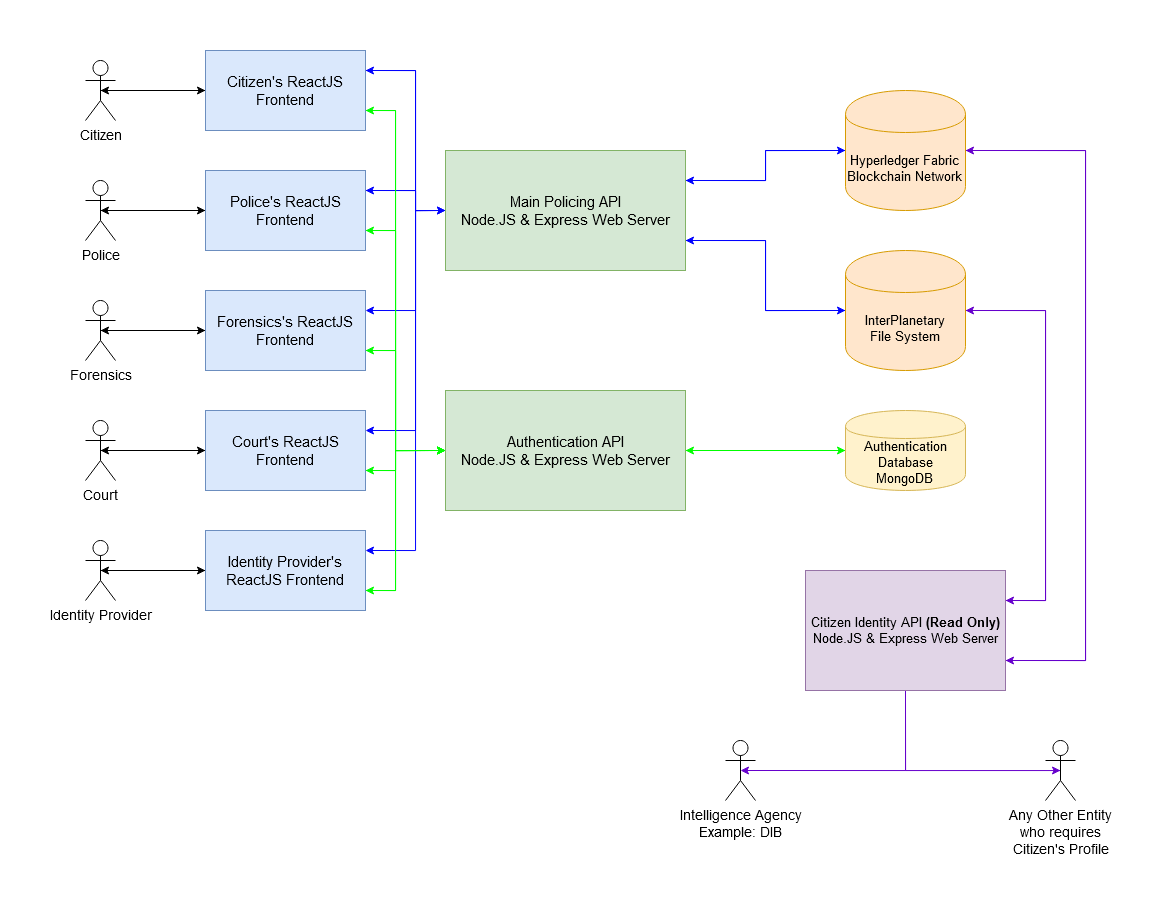 Citizen's ReactJS
Frontend
Citizen
Police's ReactJS
Frontend
Police
Forensics's ReactJS
Frontend
Forensics
Court's ReactJS
Frontend
Court
Identity Provider's
ReactJS Frontend
Identity Provider
Main Policing API
Node.JS & Express Web Server
Authentication API
Node.JS & Express Web Server
Hyperledger Fabric
Blockchain Network
InterPlanetary
File System
Authentication
Database
MongoDB
Citizen Identity API (Read Only)
Node.JS & Express Web Server
Intelligence Agency
Example: DIB
Any Other Entity
who requires
Citizen's Profile